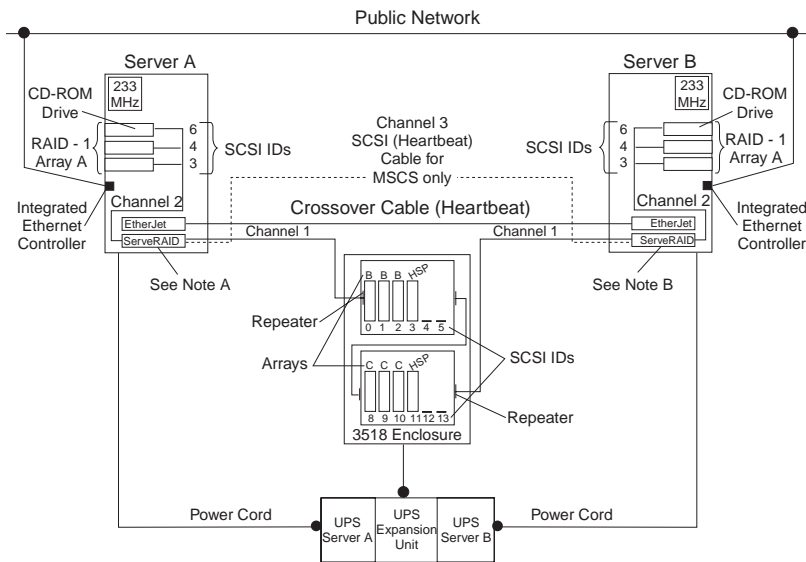 Public Network
Server A
Server B
233
MHz
233
MHz
CD-ROM
Drive
RAID - 1
Array A
6
4
3
SCSI IDs
Channel 3
SCSI (Heartbeat)
Cable for
MSCS only
SCSI IDs
6
4
3
CD-ROM
Drive
RAID - 1
Array A
Integrated
Ethernet
Controller
Channel 2
Channel 2
Integrated
Ethernet
Controller
Crossover Cable (Heartbeat)
EtherJet
EtherJet
ServeRAID
Channel 1
Channel 1
ServeRAID
See Note A
See Note B
B B B HSP
Repeater
0 1 2 3 4 5
Arrays
SCSI IDs
C C C HSP
Repeater
8 9 10 11 12 13
3518 Enclosure
Power Cord
Power Cord
UPS
Server A
UPS
Expansion
Unit
UPS
Server B